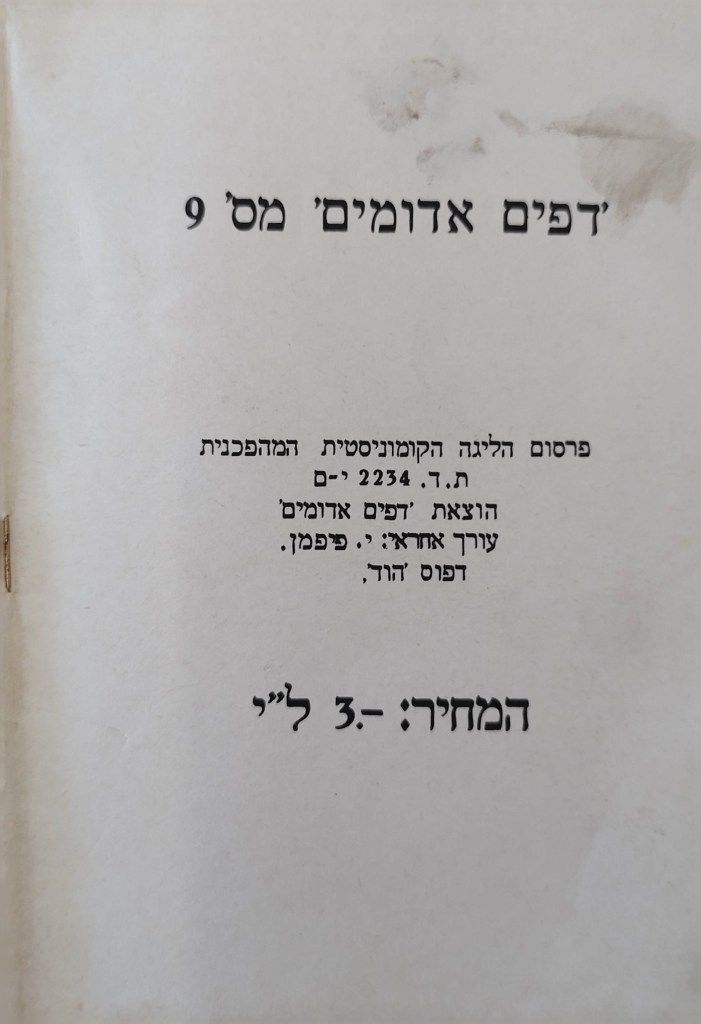 'דפים אדומים' מס' 9
פרסום הליגה הקומוניסטית המהפכנית
ת.ד. 2234 י-ם
הוצאת 'דפים אדומים'
עורך אחראי: י. פיפמן.
דפוס 'הוד'.
המחיר: -.3 ל"י